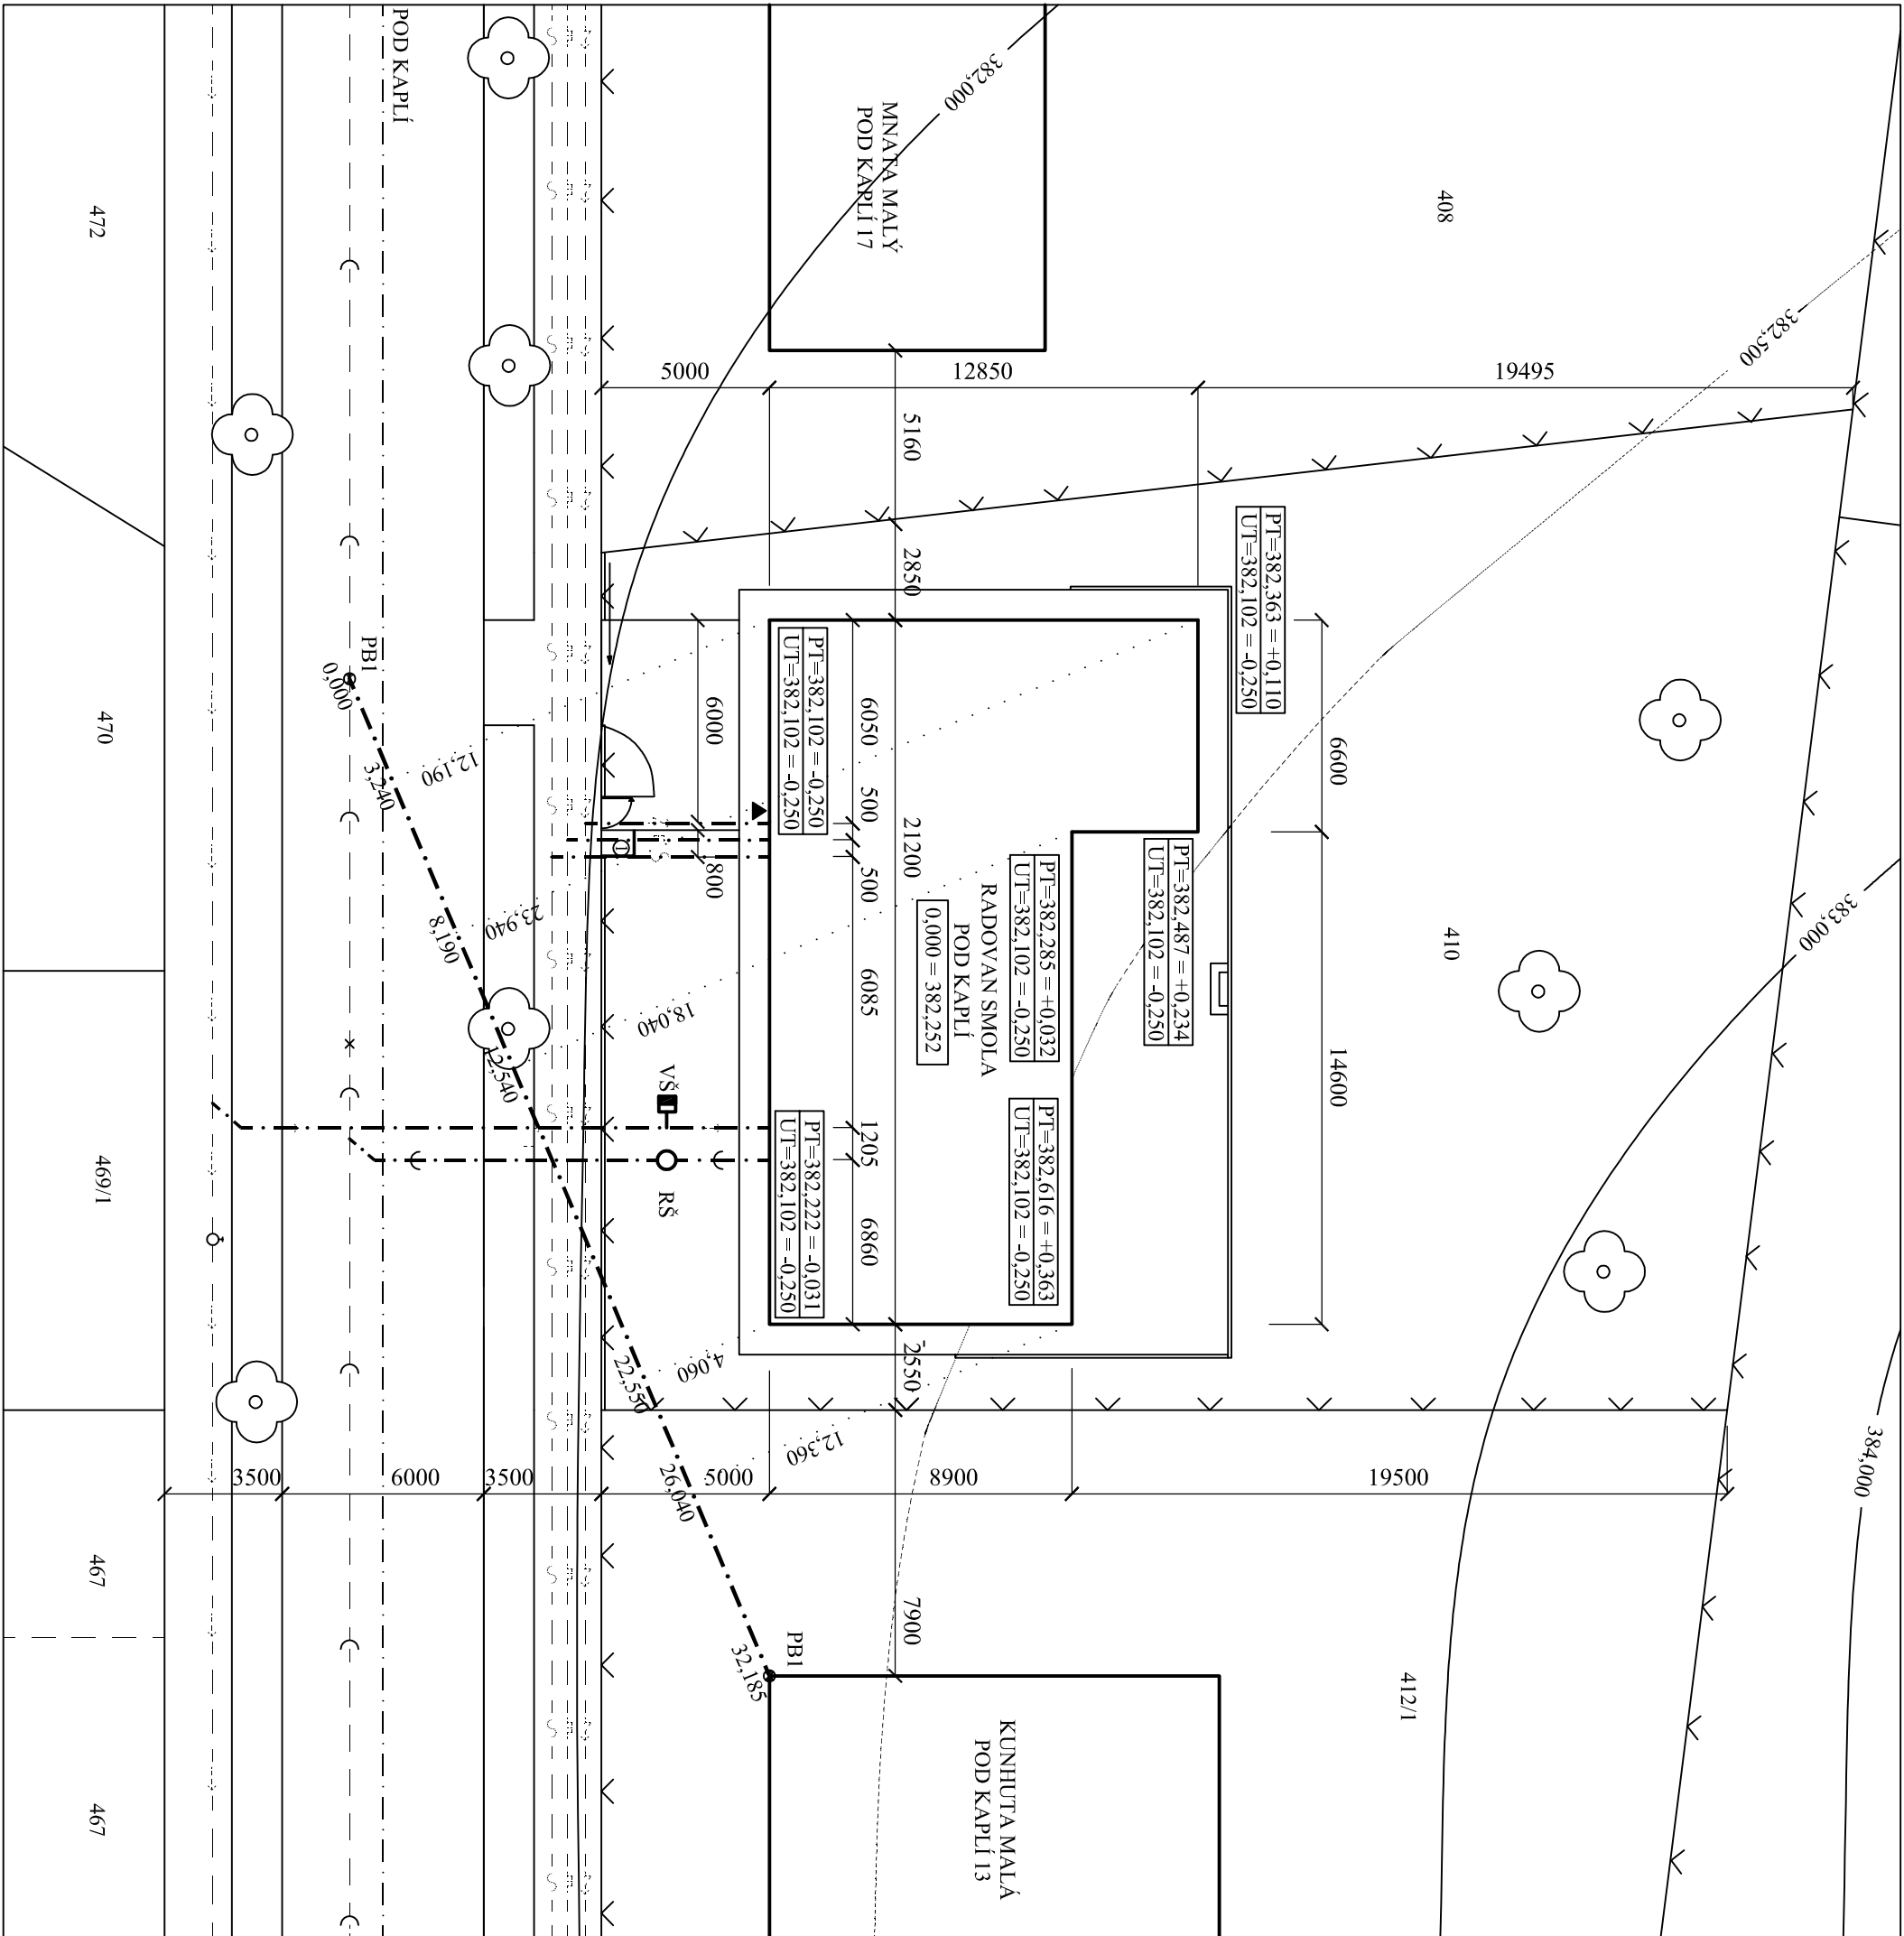 POD KAPLÍ
MNATA MALÝ
POD KAPLÍ 17
382,000
408
382,500
472
5000
12850
19495
5160
2850
PT=382,363 = +0,110
UT=382,102 = -0,250
PT=382,102 = -0,250
UT=382,102 = -0,250
PB1
0,000
470
12,190
3,240
6000
6050
500
21200
6600
800
500
23,940
8,190
PT=382,487 = +0,234
UT=382,102 = -0,250
PT=382,285 = +0,032
UT=382,102 = -0,250
RADOVAN SMOLA
POD KAPLÍ
0,000 = 382,252
410
383,000
18,040
6085
12,540
VŠ
14600
1205
RŠ
PT=382,616 = +0,363
UT=382,102 = -0,250
PT=382,222 = -0,031
UT=382,102 = -0,250
469/1
6860
4,060
22,550
2550
12,360
384,000
3500
6000
3500
5000
8900
19500
26,040
467
7900
PB1
32,185
412/1
KUNHUTA MALÁ
POD KAPLÍ 13
467
1